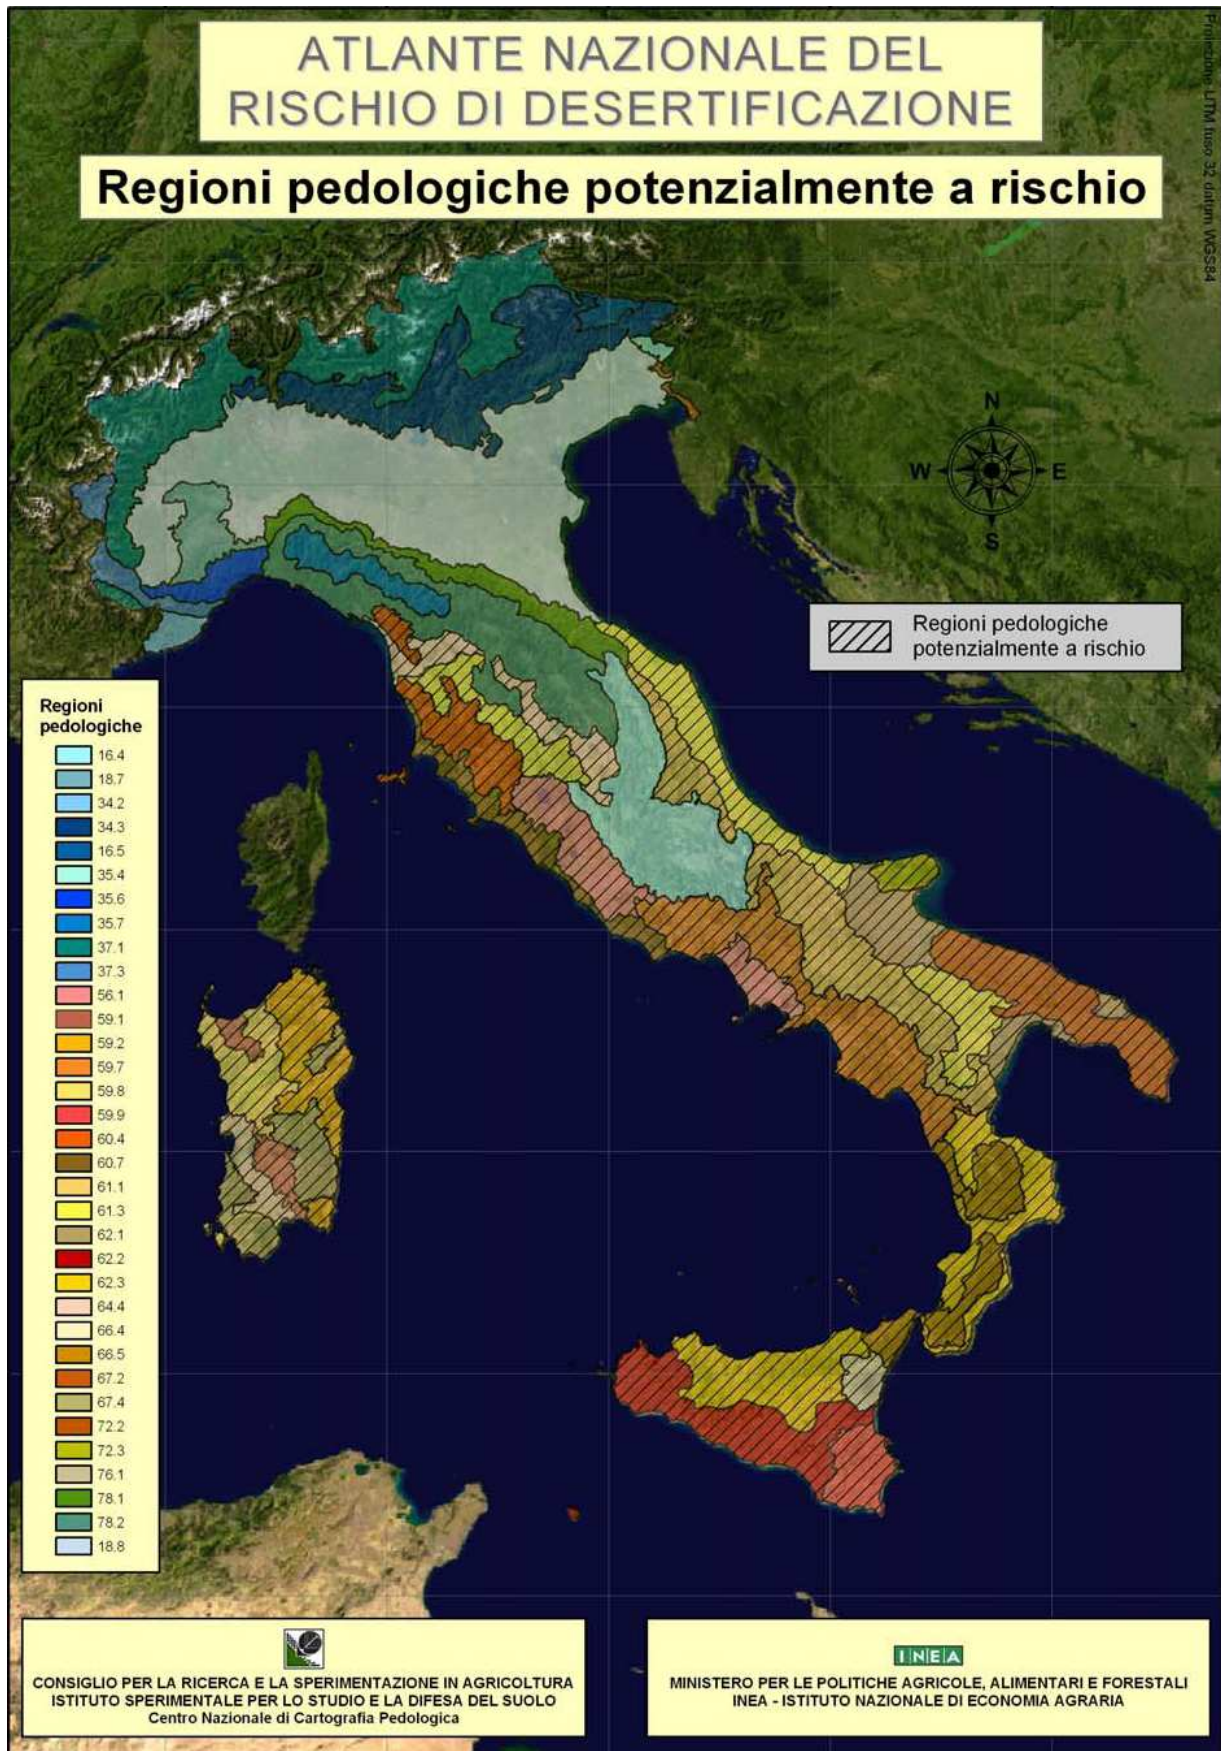 ATLANTE NAZIONALE DEL
RISCHIO DI DESERTIFICAZIONE
Regioni pedologiche potenzialmente a rischio
Proiezione UTM fuso 32 datum WGS84
N
W
E
S
Regioni pedologiche
potenzialmente a rischio
Regioni
pedologiche
16.4
18.7
34.2
34.3
16.5
35.4
35.6
35.7
37.1
37.3
56.1
59.1
59.2
59.7
59.8
59.9
60.4
60.7
61.1
61.3
62.1
62.2
62.3
64.4
66.4
66.5
67.2
67.4
72.2
72.3
76.1
78.1
78.2
18.8
CONSIGLIO PER LA RICERCA E LA SPERIMENTAZIONE IN AGRICOLTURA
ISTITUTO SPERIMENTALE PER LO STUDIO E LA DIFESA DEL SUOLO
Centro Nazionale di Cartografia Pedologica
INEA
MINISTERO PER LE POLITICHE AGRICOLE, ALIMENTARI E FORESTALI
INEA - ISTITUTO NAZIONALE DI ECONOMIA AGRARIA